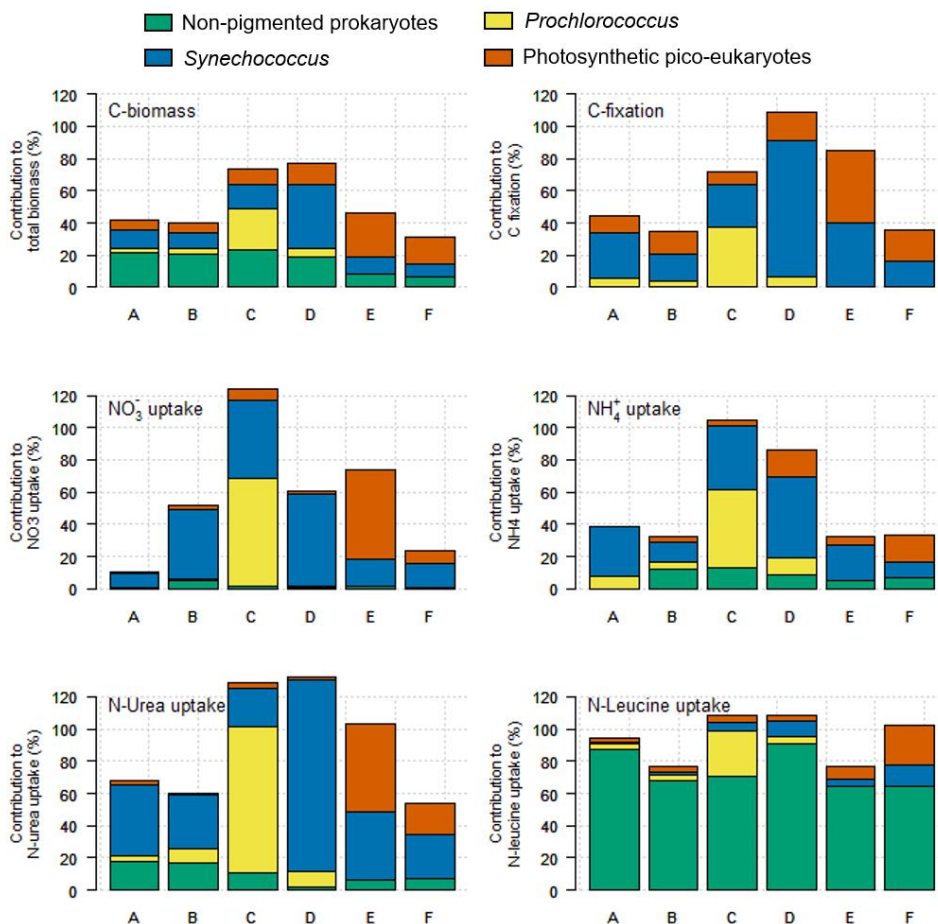 Non-pigmented prokaryotes
Prochlorococcus
Synechococcus
Photosynthetic pico-eukaryotes
C-biomass
Contribution to
total biomass (%)
120
100
80
60
40
20
0
A B C D E F
C-fixation
Contribution to
C fixation (%)
120
100
80
60
40
20
0
A B C D E F
NO3- uptake
Contribution to
NO3 uptake (%)
120
100
80
60
40
20
0
A B C D E F
NH4+ uptake
Contribution to
NH4 uptake (%)
120
100
80
60
40
20
0
A B C D E F
N-Urea uptake
Contribution to
N-urea uptake (%)
120
100
80
60
40
20
0
A B C D E F
N-Leucine uptake
Contribution to
N-leucine uptake (%)
120
100
80
60
40
20
0
A B C D E F